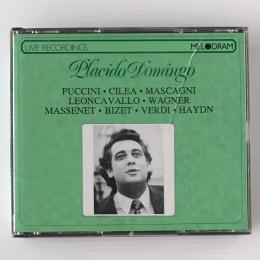 LIVE RECORDINGS MELODRAM
Placido Domingo
PUCCINI • CILEA • MASCAGNI
LEONCAVALLO • WAGNER
MASSENET • BIZET • VERDI • HAYDN